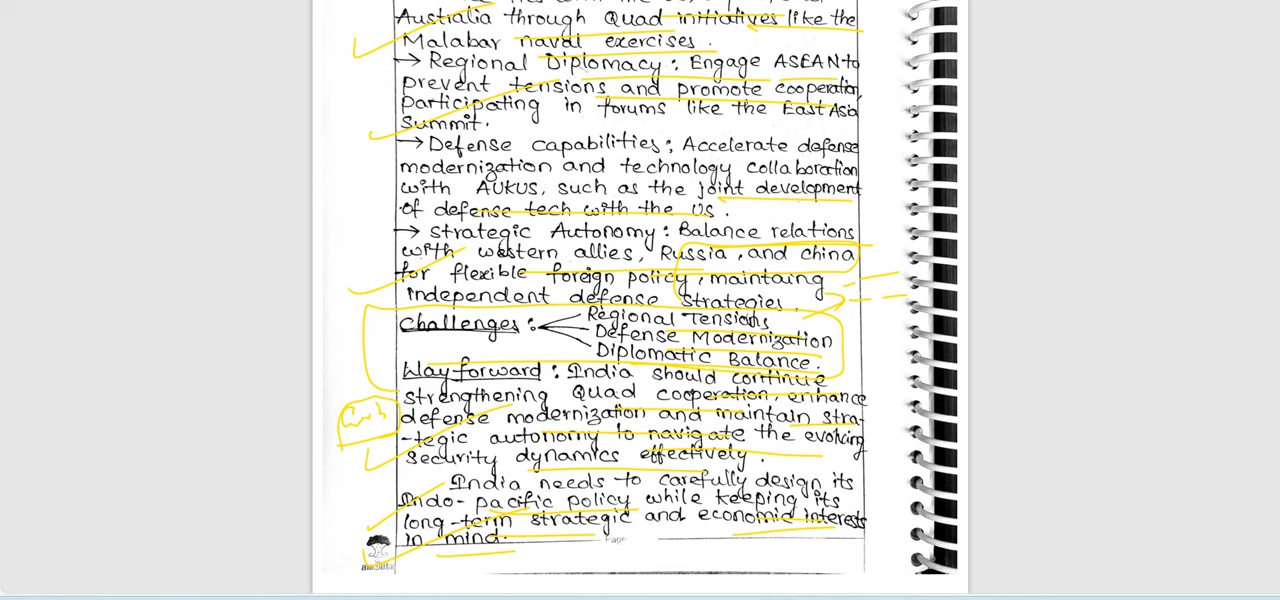 Australia through Quad initiatives like the
Malabar naval exercises.
→ Regional Diplomacy: Engage ASEAN to
prevent tensions and promote cooperation,
participating in forums like the East Asia
Summit.
→ Defense capabilities: Accelerate defense
modernization and technology collaboration
with AUKUS, such as the joint development
of defense tech with the US.
→ Strategic Autonomy: Balance relations
with western allies, Russia, and china
for flexible foreign policy, maintaing
independent defense strategies.
Challenges: Regional Tensions
Defense Modernization
Diplomatic Balance.
Way forward: India should continue
strengthening Quad cooperation, enhance
defense modernization and maintain stra-
-tegic autonomy to navigate the evolving
security dynamics effectively.
India needs to carefully design its
Indo-pacific policy while keeping its
long-term strategic and economic interests
in mind.
Page